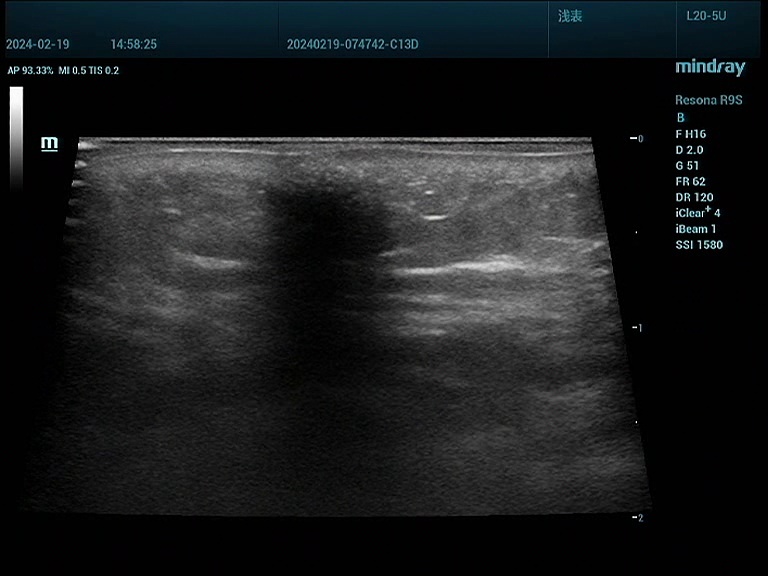 浅表
L20-5U
2024-02-19 14:58:25 20240219-074742-C13D
AP 93.33% MI 0.5 TIS 0.2
mindray
Resona R9S
B
F H16
D 2.0
G 51
FR 62
DR 120
iClear+ 4
iBeam 1
SSI 1580
m
0
1
2